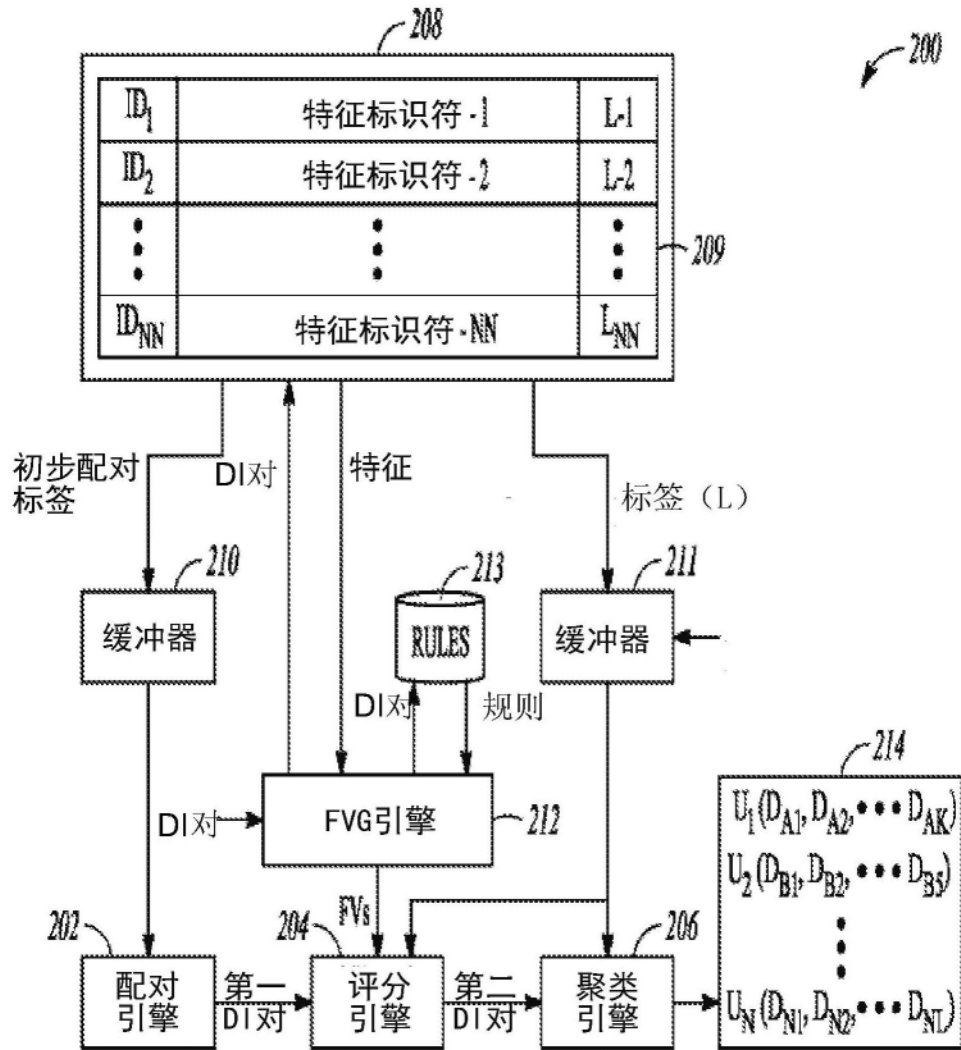 208
200
ID1 特征标识符-1 L-1
ID2 特征标识符-2 L-2
209
IDNN 特征标识符-NN LNN
初步配对
标签
DI对
特征
标签（L）
210
213
211
缓冲器
RULES
缓冲器
DI对
规则
214
DI对
FVG引擎
212
U1(DA1, DA2, ••• DAK)
U2(DB1, DB2, ••• DB5)
UN(DN1, DN2, ••• DNL)
FVs
202
204
206
配对
引擎
第一
DI对
评分
引擎
第二
DI对
聚类
引擎